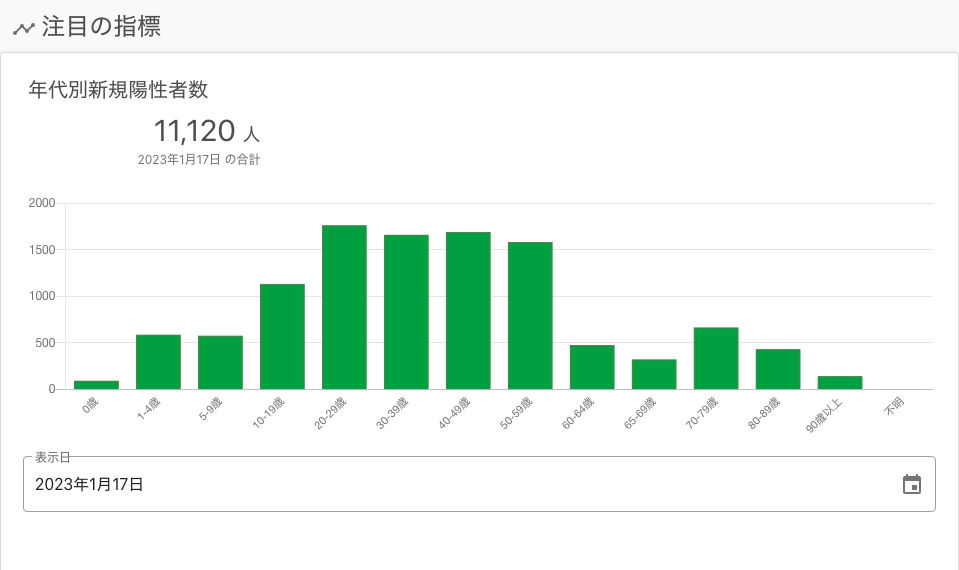 注目の指標
年代別新規陽性者数
11,120 人
2023年1月17日 の合計
2000
1500
1000
500
0
0歳
1-4歳
5-9歳
10-19歳
20-29歳
30-39歳
40-49歳
50-59歳
60-64歳
65-69歳
70-79歳
80-89歳
90歳以上
不明
表示日
2023年1月17日